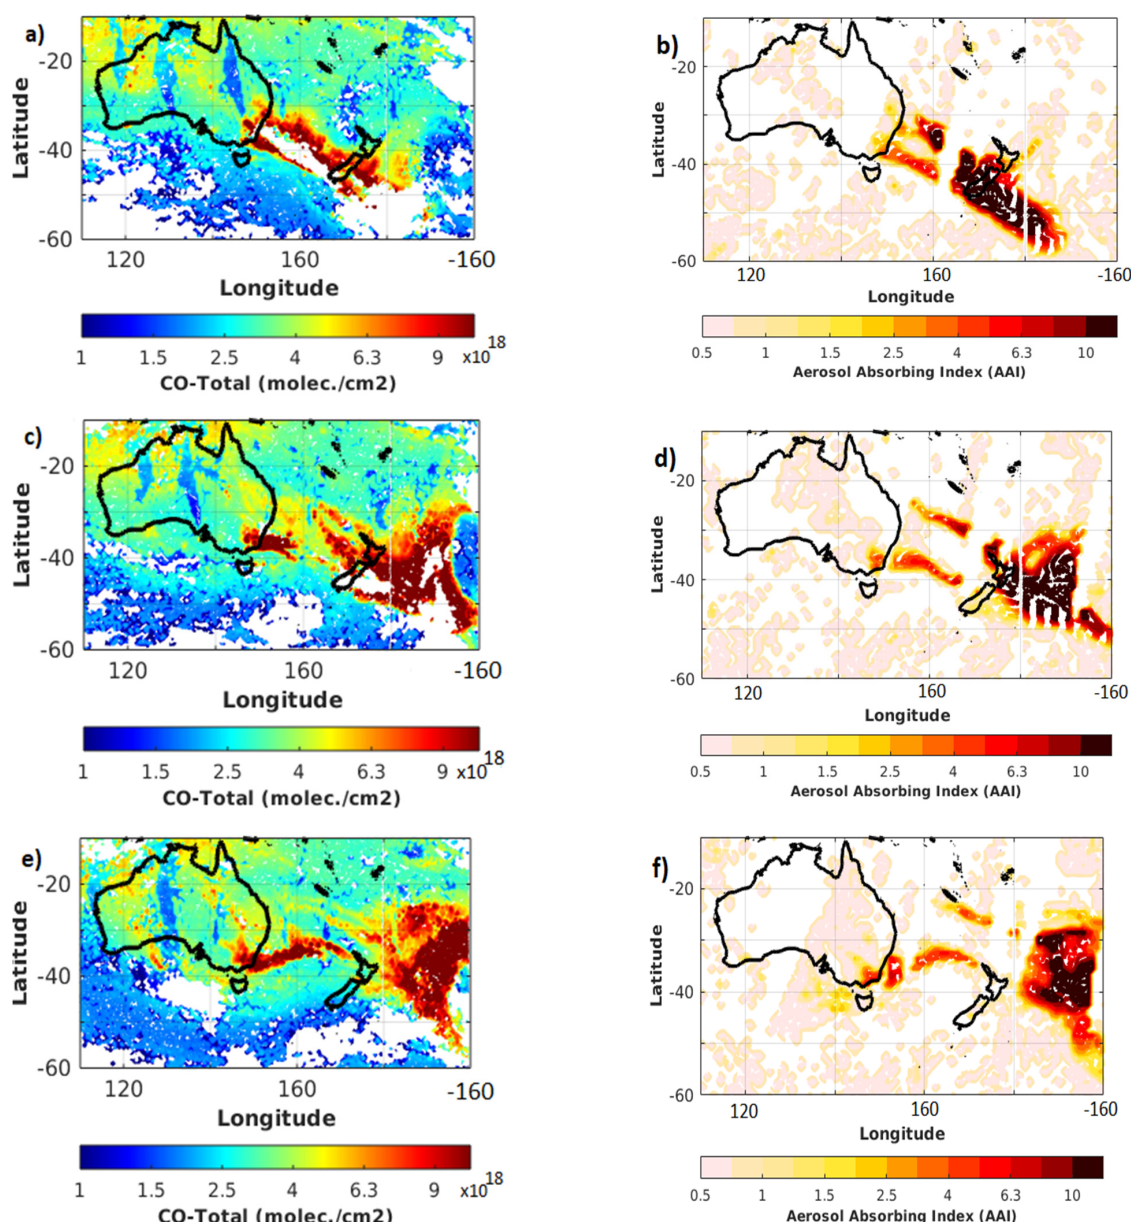 a)
-20
-40
-60
Latitude
120
160
-160
Longitude
1
1.5
2.5
4
6.3
9
x10 18
CO-Total (molec./cm2)
b)
-20
-40
-60
Latitude
120
160
-160
Longitude
0.5
1
1.5
2.5
4
6.3
10
Aerosol Absorbing Index (AAI)
c)
-20
-40
-60
Latitude
120
160
-160
Longitude
1
1.5
2.5
4
6.3
9
x10 18
CO-Total (molec./cm2)
d)
-20
-40
-60
Latitude
120
160
-160
Longitude
0.5
1
1.5
2.5
4
6.3
10
Aerosol Absorbing Index (AAI)
e)
-20
-40
-60
Latitude
120
160
-160
Longitude
1
1.5
2.5
4
6.3
9
x10 18
CO-Total (molec./cm2)
f)
-20
-40
-60
Latitude
120
160
-160
Longitude
0.5
1
1.5
2.5
4
6.3
10
Aerosol Absorbing Index (AAI)